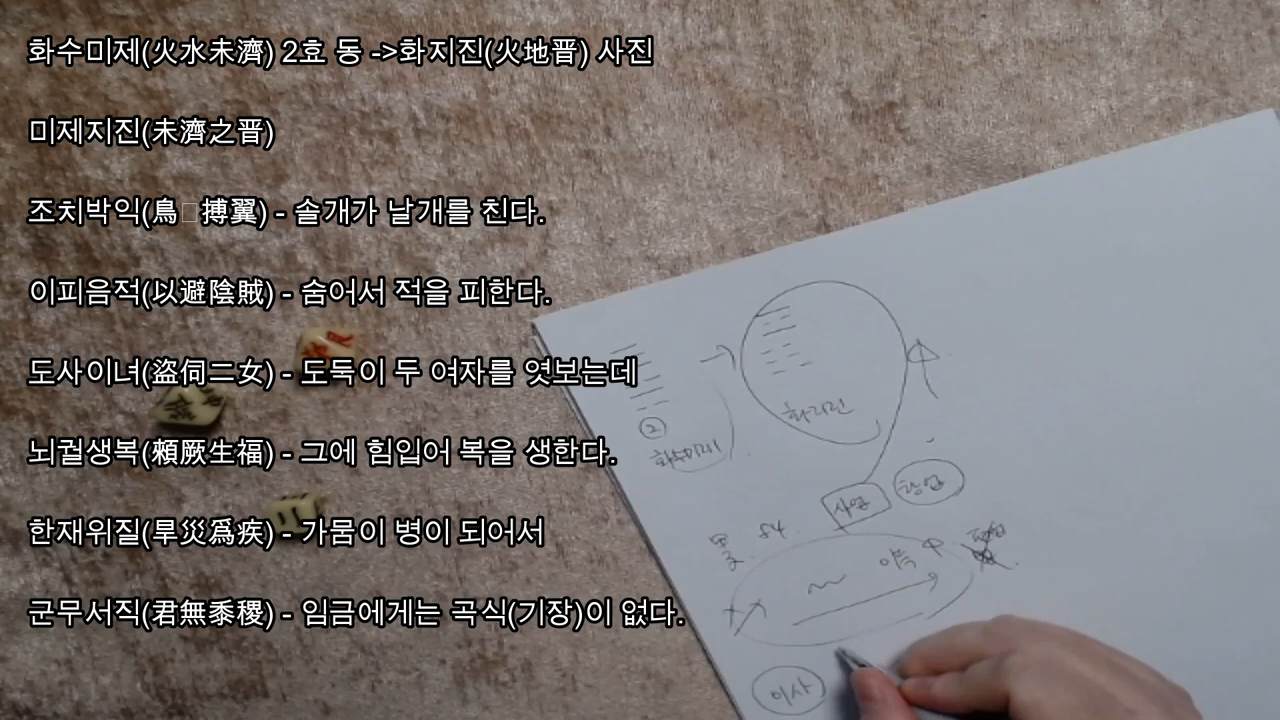 화수미제(火水未濟) 2효 동 ->화지진(火地晋) 사진
미제지진(未濟之晋)
조치박익(鳥□搏翼) - 솔개가 날개를 친다.
이피음적(以避陰賊) - 숨어서 적을 피한다.
도사이녀(盜伺二女) - 도둑이 두 여자를 엿보는데
뇌궐생복(頼厥生福) - 그에 힘입어 복을 생한다.
한재위질(旱災爲疾) - 가뭄이 병이 되어서
군무서직(君無黍稷) - 임금에게는 곡식(기장)이 없다.
화지진
2
화수미제
사업
창업
이사